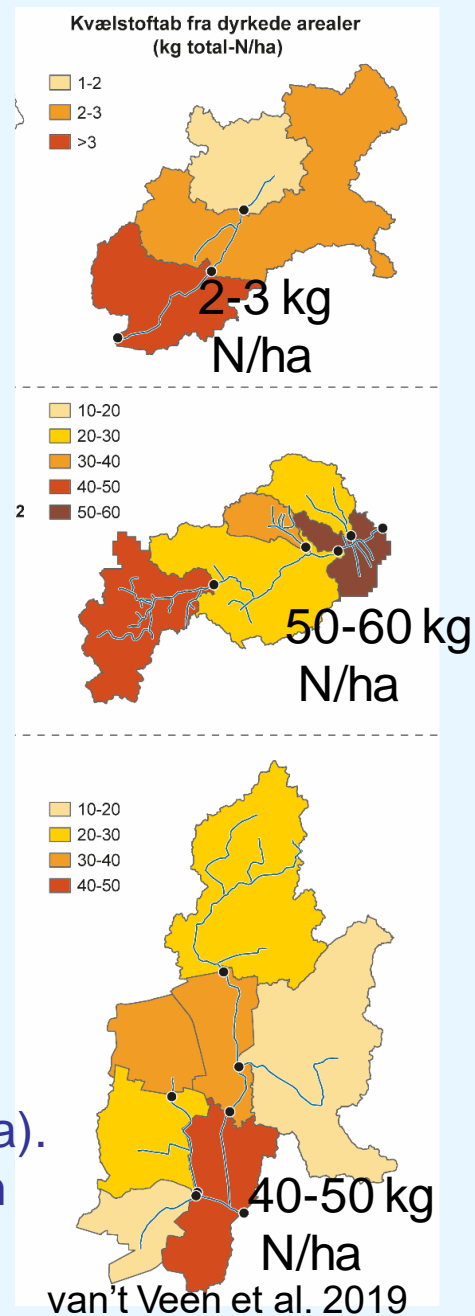 Kvælstoftab fra dyrkede arealer
(kg total-N/ha)
1-2
2-3
>3
2-3 kg
N/ha
10-20
20-30
30-40
40-50
50-60
2
50-60 kg
N/ha
10-20
20-30
30-40
40-50
a).
40-50 kg
N/ha
van't Veen et al. 2019